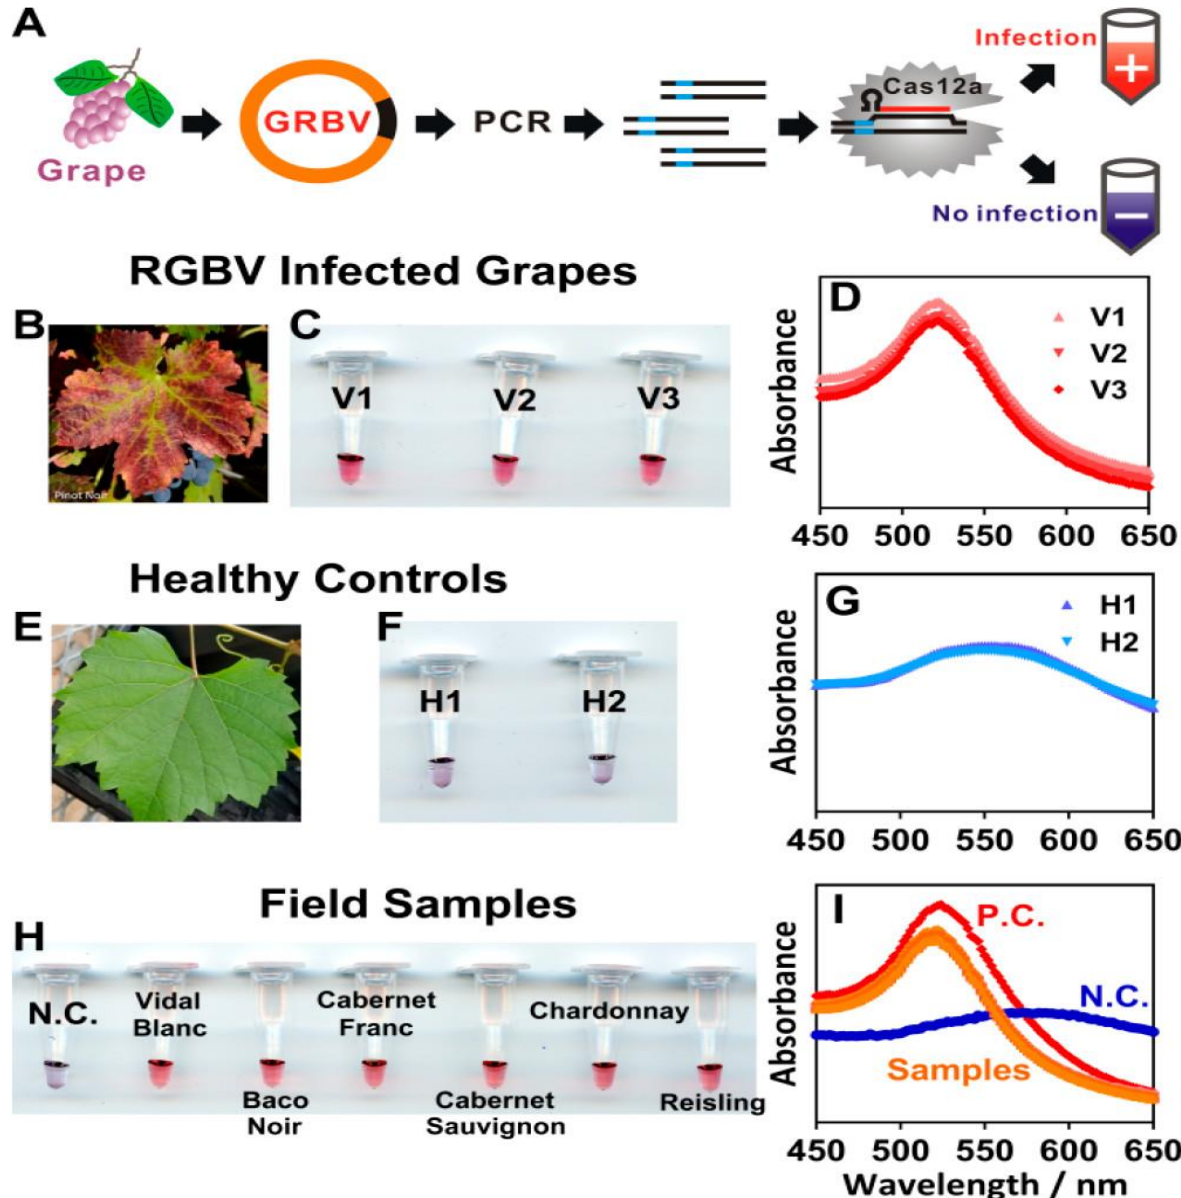 A
Grape
GRBV
PCR
Cas12a
Infection
+
No infection
−
RGBV Infected Grapes
B
Pinot Noir
C
V1 V2 V3
D
V1
V2
V3
Absorbance
450 500 550 600 650
Healthy Controls
E
F
H1 H2
G
H1
H2
Absorbance
450 500 550 600 650
Field Samples
H
N.C.
Vidal
Blanc
Baco
Noir
Cabernet
Franc
Cabernet
Sauvignon
Chardonnay
Reisling
I
P.C.
N.C.
Samples
Absorbance
450 500 550 600 650
Wavelength / nm